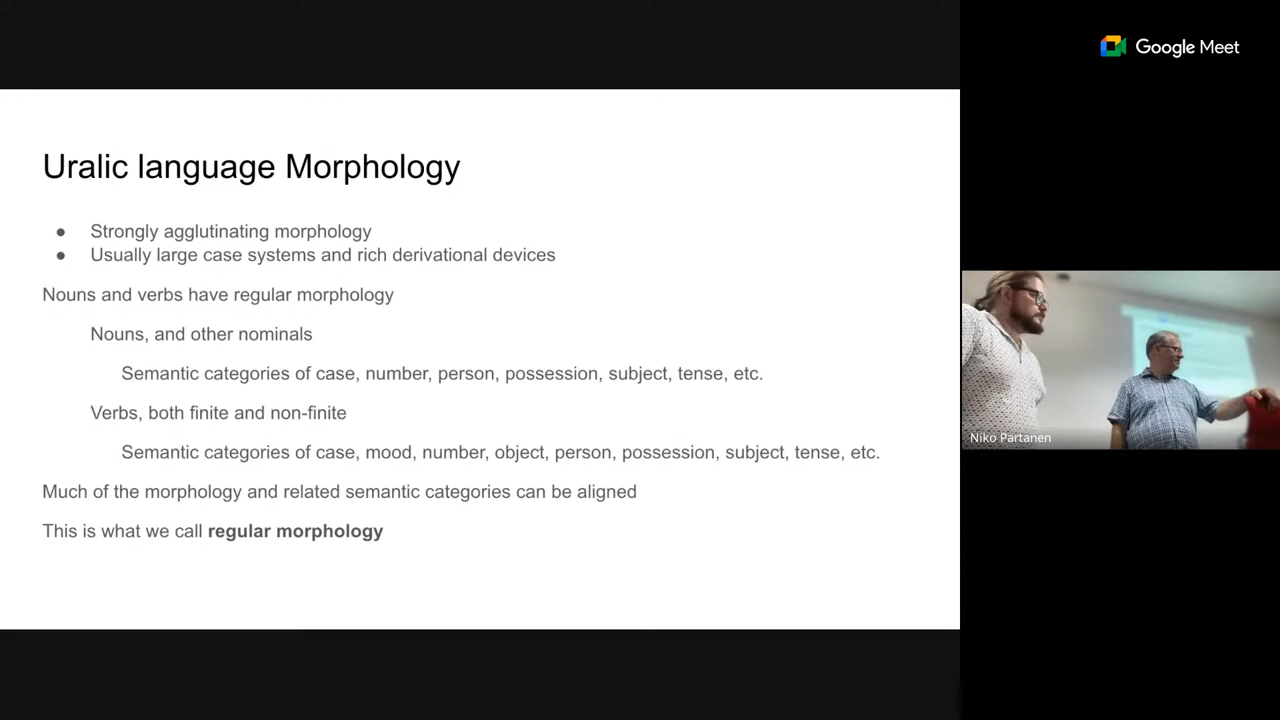 Google Meet
Uralic language Morphology
● Strongly agglutinating morphology
● Usually large case systems and rich derivational devices
Nouns and verbs have regular morphology
Nouns, and other nominals
Semantic categories of case, number, person, possession, subject, tense, etc.
Verbs, both finite and non-finite
Semantic categories of case, mood, number, object, person, possession, subject, tense, etc.
Much of the morphology and related semantic categories can be aligned
This is what we call regular morphology
Niko Partanen